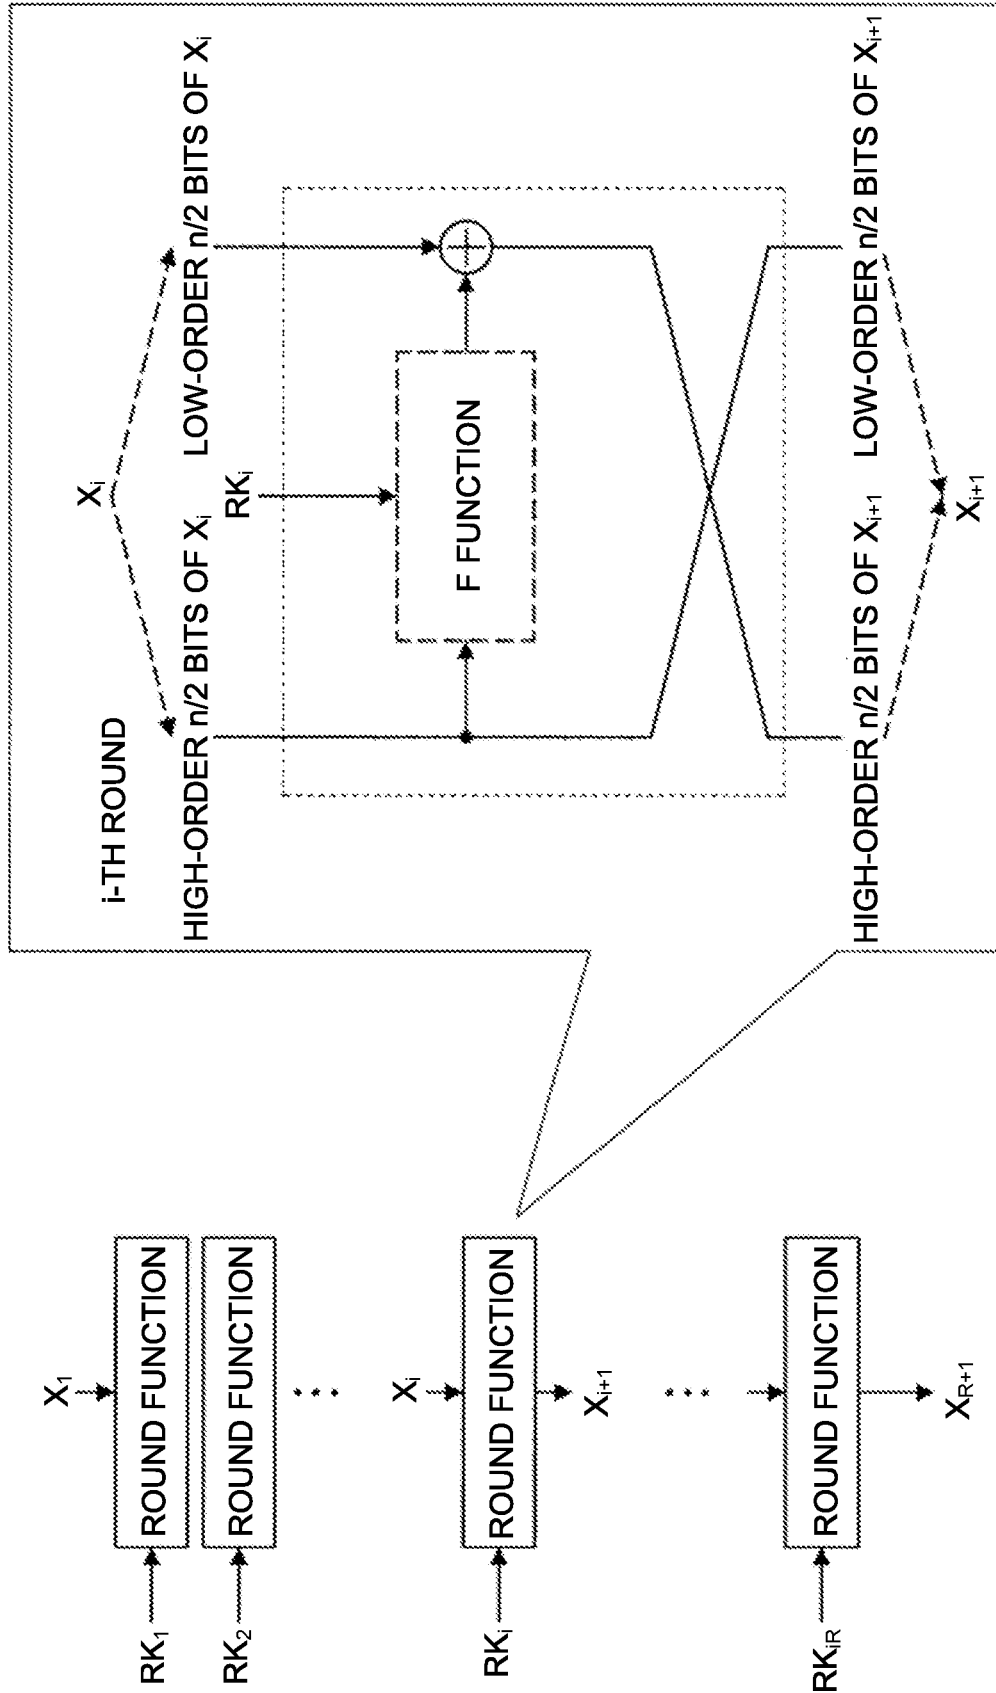 X1
RK1 ROUND FUNCTION
RK2 ROUND FUNCTION
Xi
RKi ROUND FUNCTION
Xi+1
RKiR ROUND FUNCTION
XR+1
i-TH ROUND
Xi
HIGH-ORDER n/2 BITS OF Xi LOW-ORDER n/2 BITS OF Xi
RKi
F FUNCTION
HIGH-ORDER n/2 BITS OF Xi+1 LOW-ORDER n/2 BITS OF Xi+1
Xi+1